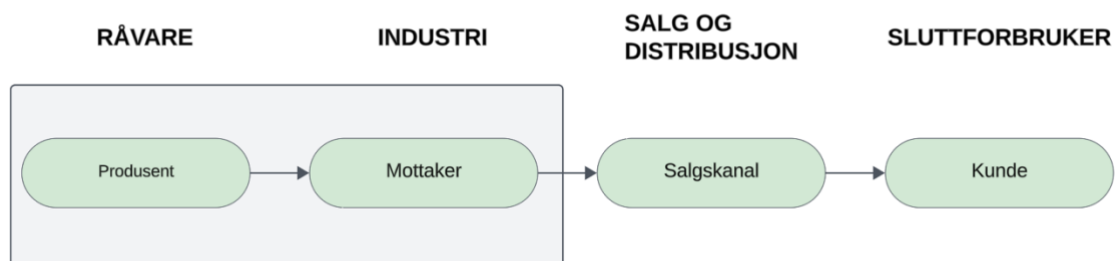 RÅVARE
INDUSTRI
SALG OG
DISTRIBUSJON
SLUTTFORBRUKER
Produsent
Mottaker
Salgskanal
Kunde